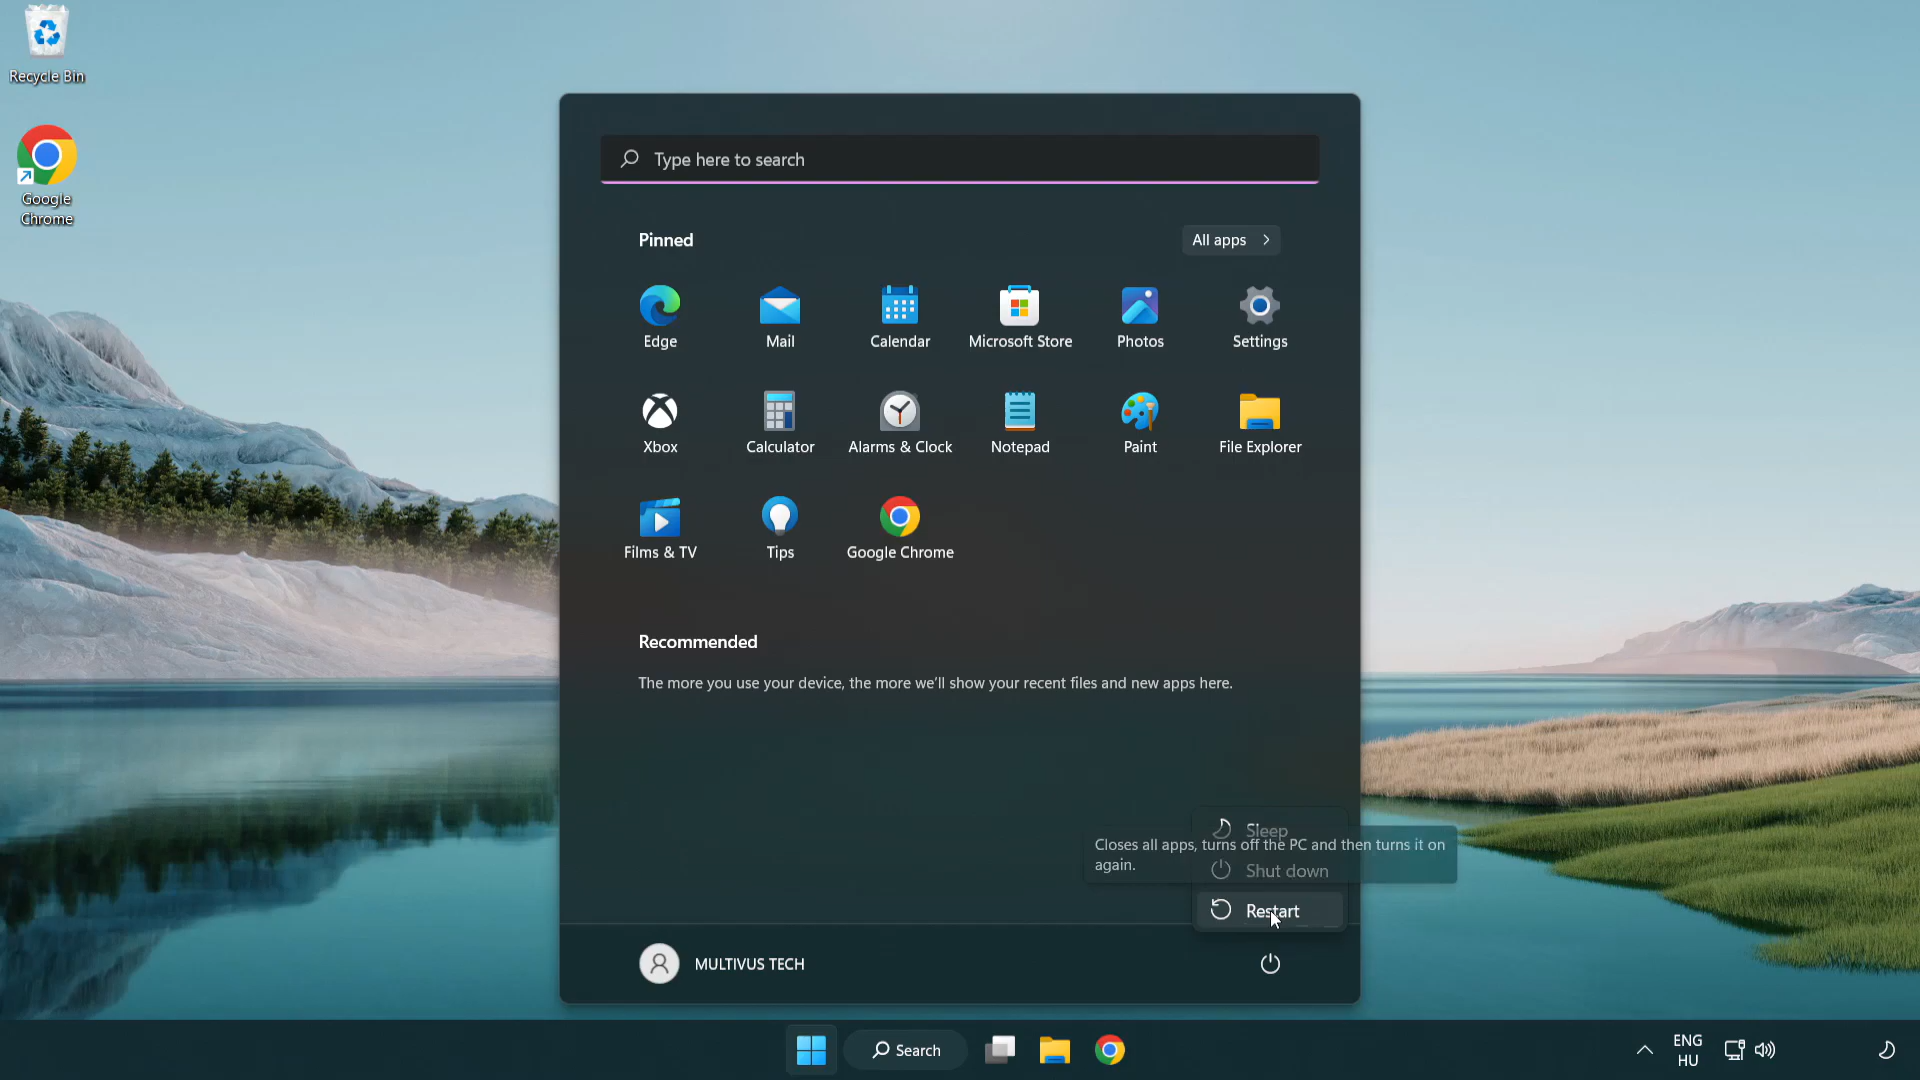 Recycle Bin
Google
Chrome
Type here to search
Pinned
All apps
Edge
Mail
Calendar
Microsoft Store
Photos
Settings
Xbox
Calculator
Alarms & Clock
Notepad
Paint
File Explorer
Films & TV
Tips
Google Chrome
Recommended
The more you use your device, the more we'll show your recent files and new apps here.
Sleep
Closes all apps, turns off the PC and then turns it on
again.
Shut down
Restart
MULTIVUS TECH
Search
ENG
HU